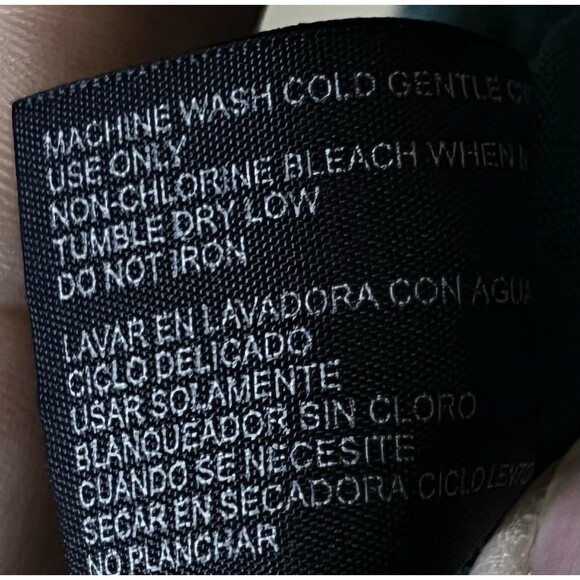 MACHINE WASH COLD GENTLE
USE ONLY
NON-CHLORINE BLEACH WHEN
TUMBLE DRY LOW
DO NOT IRON
LAVAR EN LAVADORA CON AGUA
CICLO DELICADO
USAR SOLAMENTE
BLANQUEADOR SIN CLORO
CUANDO SE NECESITE
SECAR EN SECADORA CICLO LENTO
NO PLANCHAR